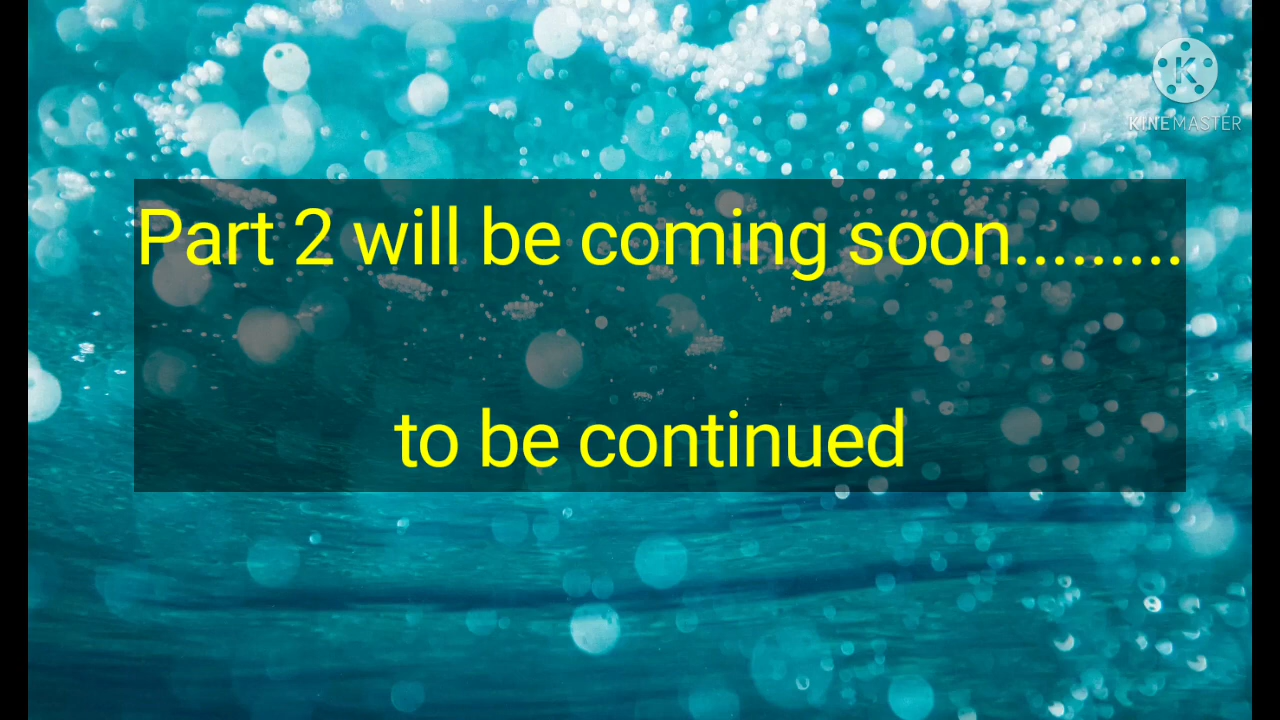 KINEMASTER
Part 2 will be coming soon.........
to be continued